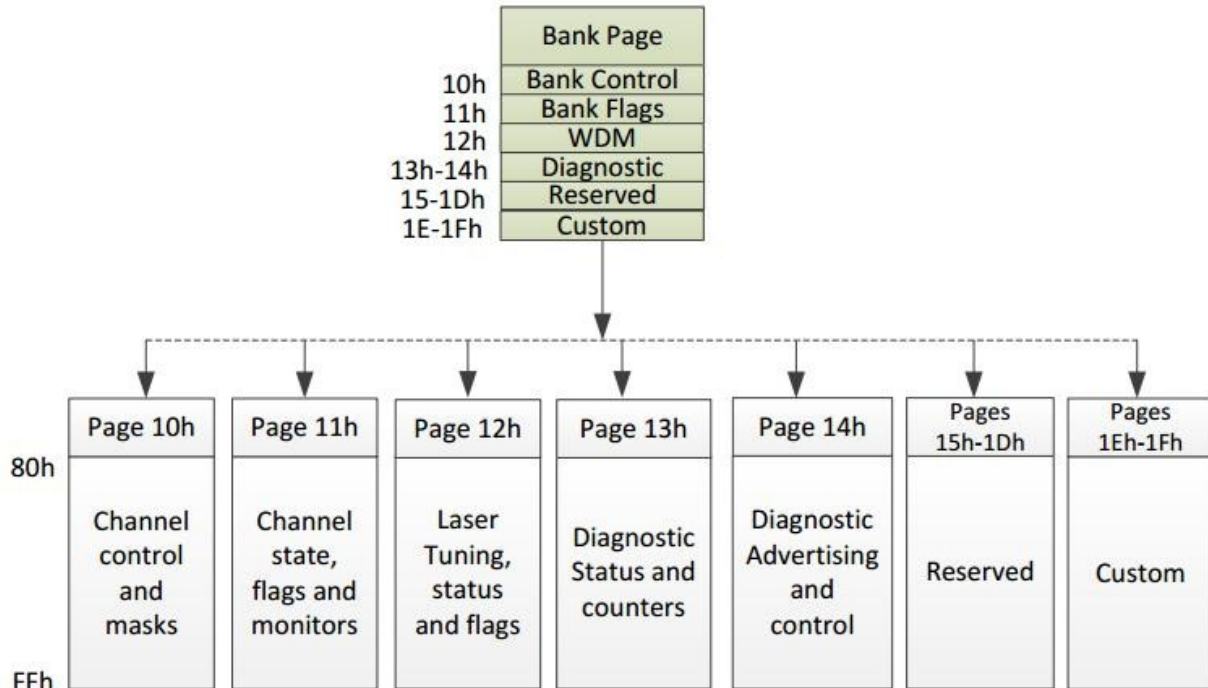 Bank Page
10h Bank Control
11h Bank Flags
12h WDM
13h-14h Diagnostic
15-1Dh Reserved
1E-1Fh Custom
Page 10h
Page 11h
Page 12h
Page 13h
Page 14h
Pages
15h-1Dh
Pages
1Eh-1Fh
80h
Channel
control
and
masks
Channel
state,
flags and
monitors
Laser
Tuning,
status
and flags
Diagnostic
Status and
counters
Diagnostic
Advertising
and
control
Reserved
Custom
FFh